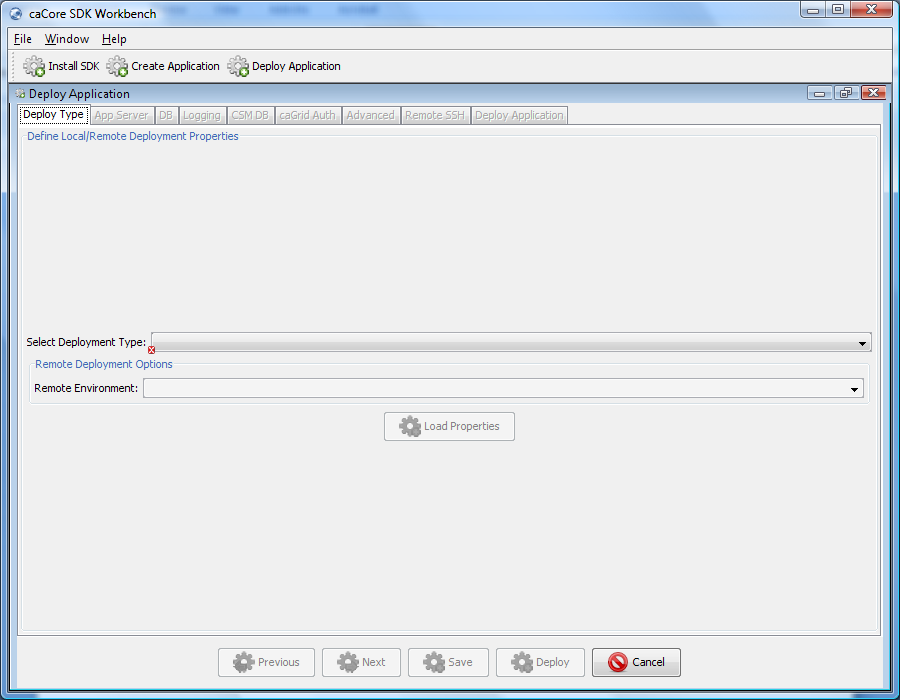 caCore SDK Workbench
File Window Help
Install SDK Create Application Deploy Application
Deploy Application
Deploy Type App Server DB Logging CSM DB caGrid Auth Advanced Remote SSH Deploy Application
Define Local/Remote Deployment Properties
Select Deployment Type:
Remote Deployment Options
Remote Environment:
Load Properties
Previous Next Save Deploy Cancel